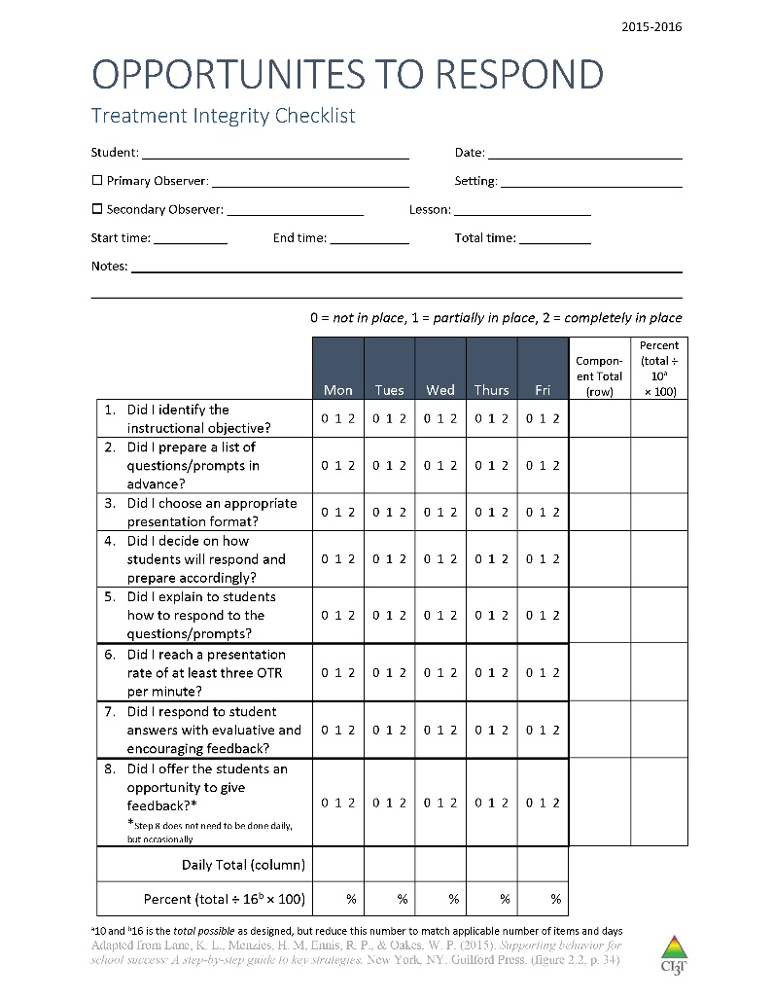 2015-2016
OPPORTUNITES TO RESPOND
Treatment Integrity Checklist
Student: Date:
☐ Primary Observer: Setting:
☐ Secondary Observer: Lesson:
Start time: End time: Total time:
Notes:
0 = not in place, 1 = partially in place, 2 = completely in place
Mon Tues Wed Thurs Fri
Compon-
ent Total
(row)
Percent
(total ÷
10ª
× 100)
1. Did I identify the
instructional objective?
0 1 2 0 1 2 0 1 2 0 1 2 0 1 2
2. Did I prepare a list of
questions/prompts in
advance?
0 1 2 0 1 2 0 1 2 0 1 2 0 1 2
3. Did I choose an appropriate
presentation format?
0 1 2 0 1 2 0 1 2 0 1 2 0 1 2
4. Did I decide on how
students will respond and
prepare accordingly?
0 1 2 0 1 2 0 1 2 0 1 2 0 1 2
5. Did I explain to students
how to respond to the
questions/prompts?
0 1 2 0 1 2 0 1 2 0 1 2 0 1 2
6. Did I reach a presentation
rate of at least three OTR
per minute?
0 1 2 0 1 2 0 1 2 0 1 2 0 1 2
7. Did I respond to student
answers with evaluative and
encouraging feedback?
0 1 2 0 1 2 0 1 2 0 1 2 0 1 2
8. Did I offer the students an
opportunity to give
feedback?*
*Step 8 does not need to be done daily,
but occasionally
0 1 2 0 1 2 0 1 2 0 1 2 0 1 2
Daily Total (column)
Percent (total ÷ 16ᵇ × 100) % % % % %
ª10 and ᵇ16 is the total possible as designed, but reduce this number to match applicable number of items and days
Adapted from Lane, K. L., Menzies, H. M, Ennis, R. P., & Oakes, W. P. (2015). Supporting behavior for
school success: A step-by-step guide to key strategies. New York, NY: Guilford Press. (figure 2.2, p. 34)
CI3T